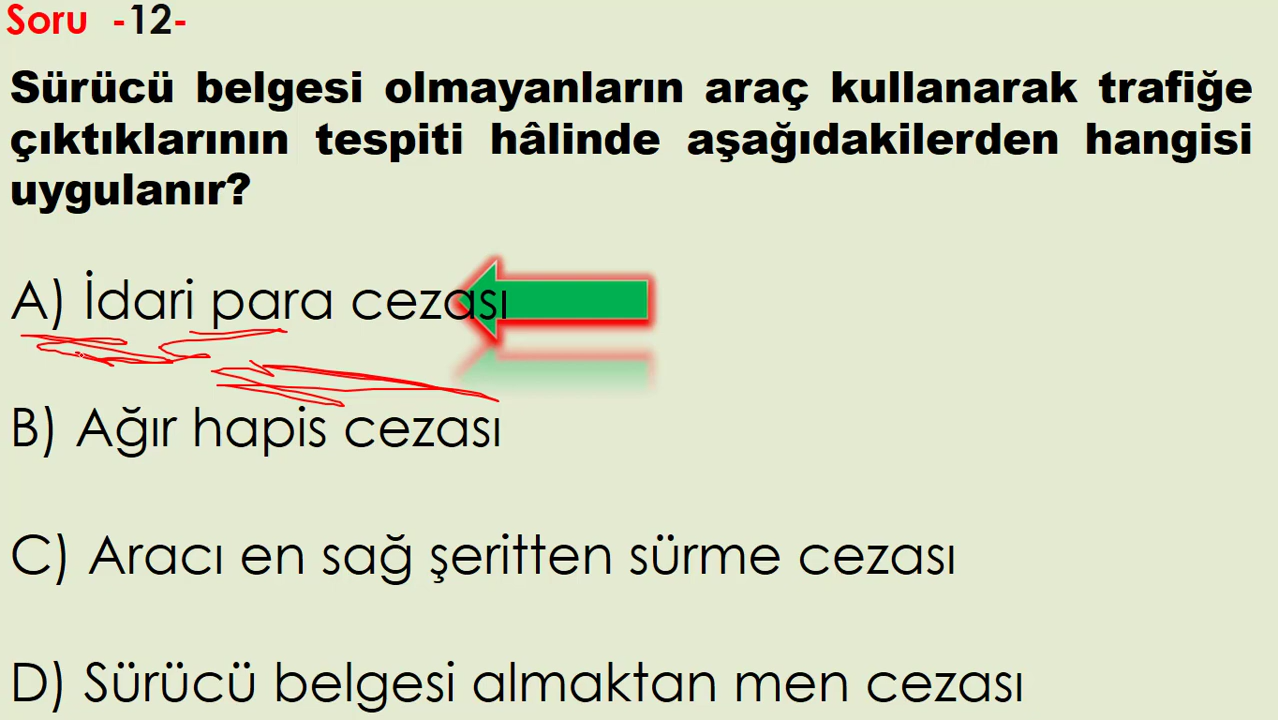 Soru -12-
Sürücü belgesi olmayanların araç kullanarak trafiğe
çıktıklarının tespiti hâlinde aşağıdakilerden hangisi
uygulanır?
A) İdari para cezası
B) Ağır hapis cezası
C) Aracı en sağ şeritten sürme cezası
D) Sürücü belgesi almaktan men cezası